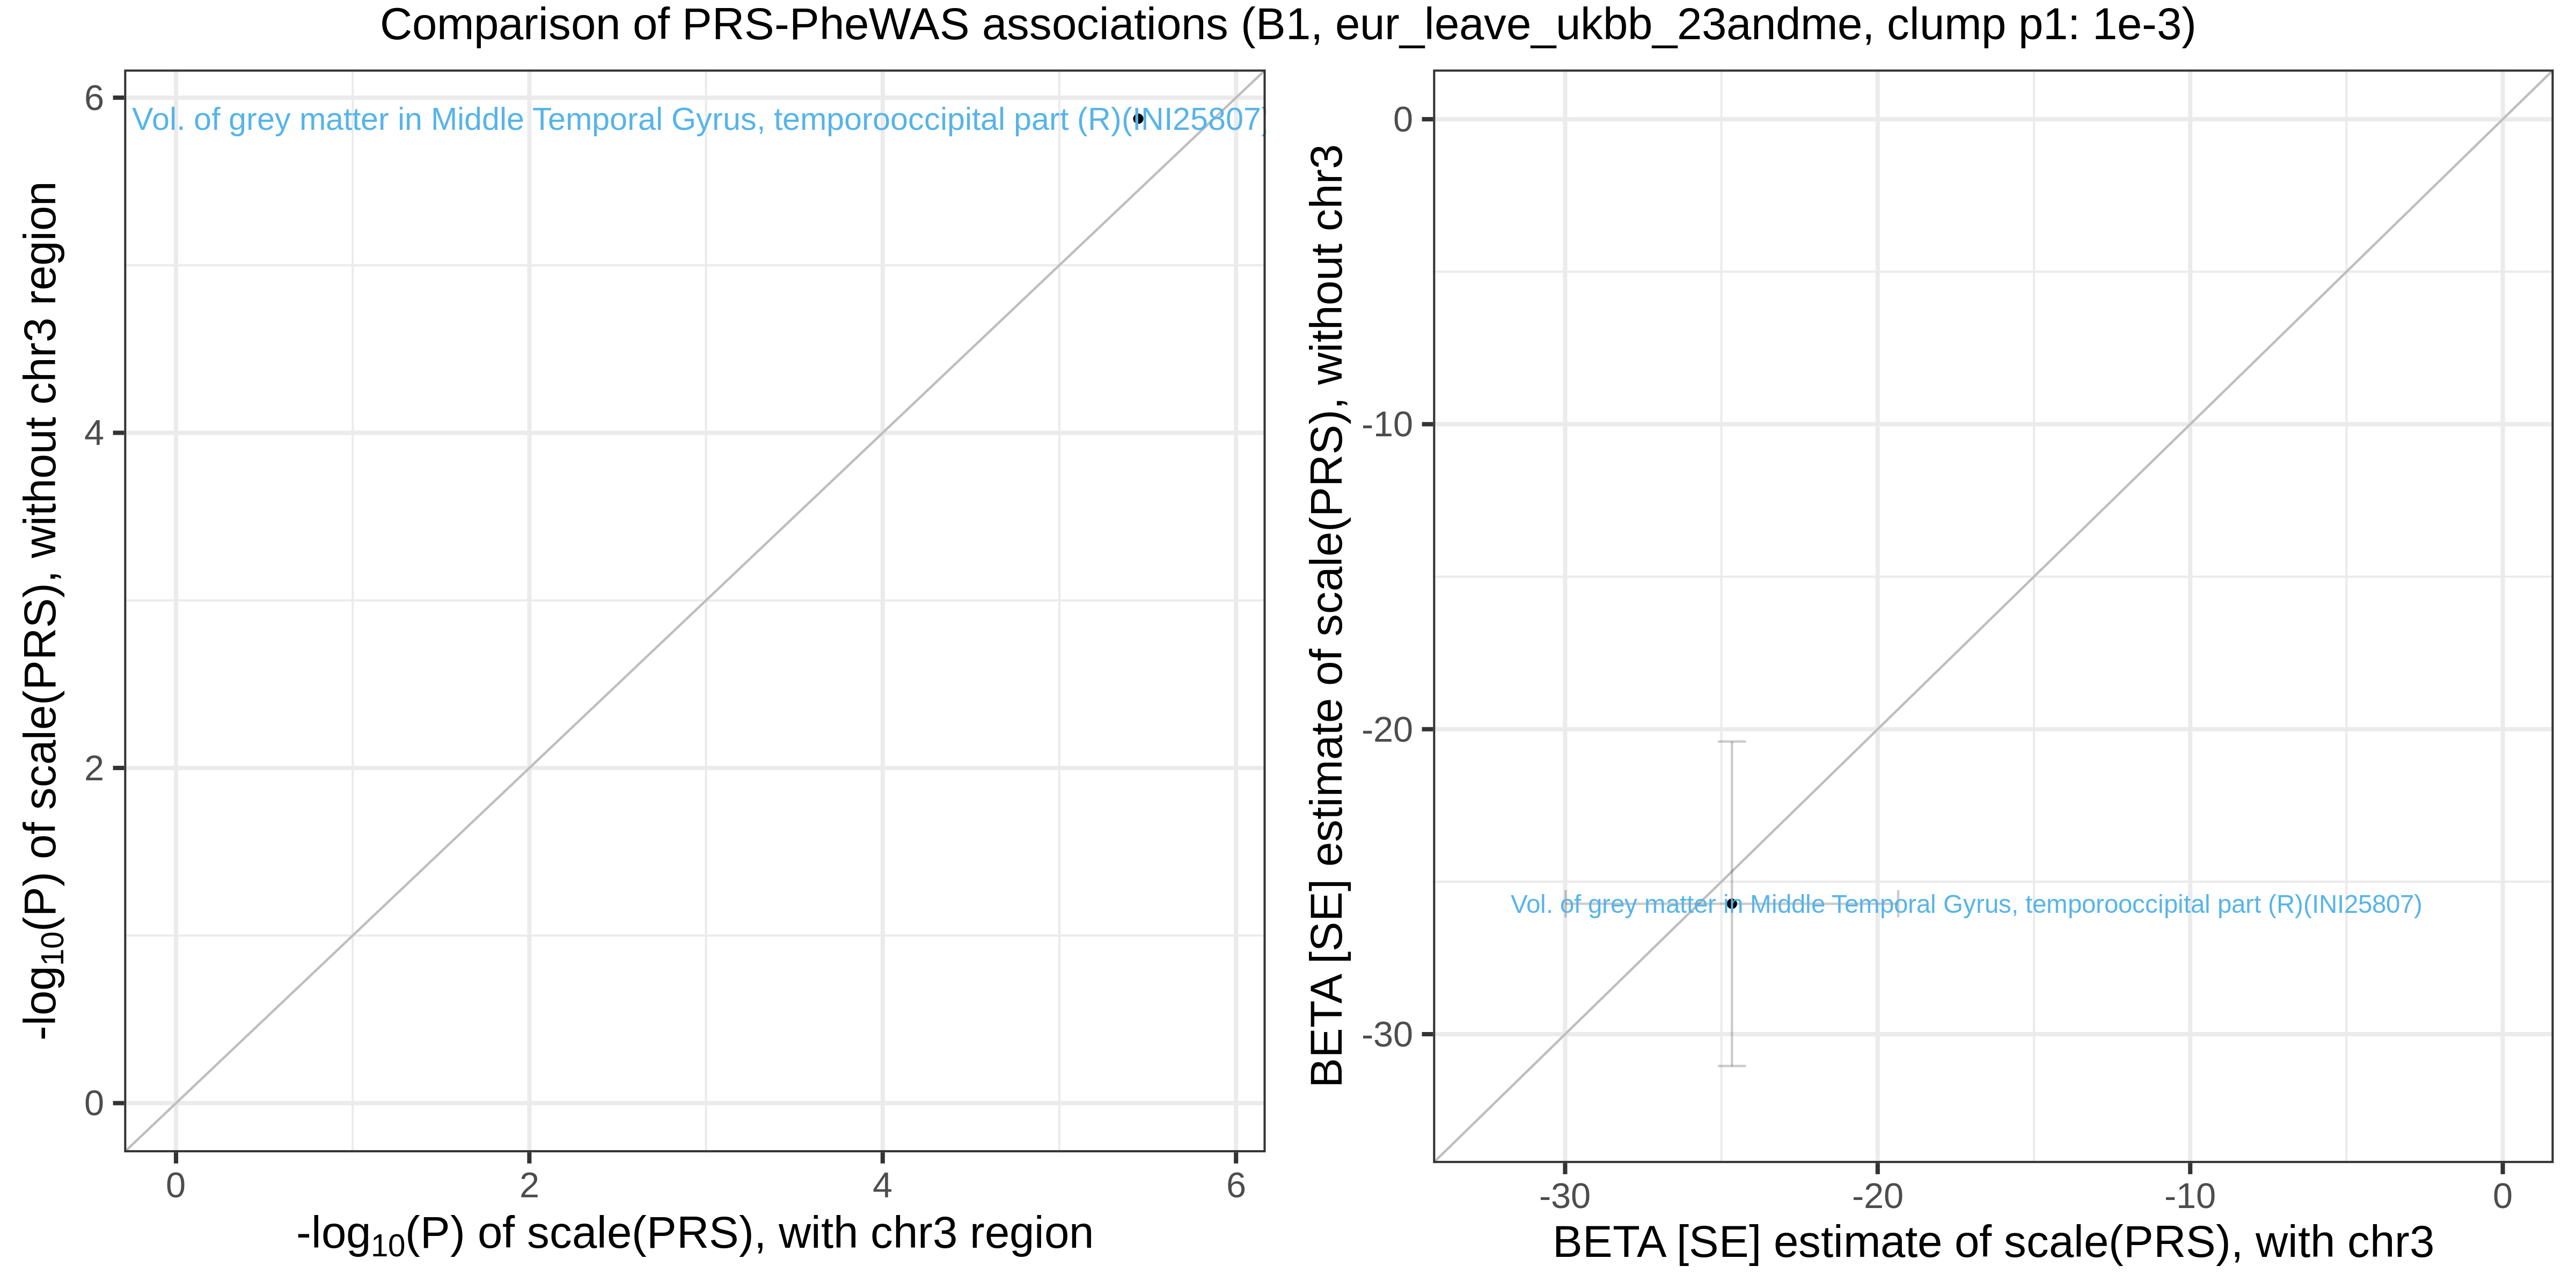 Comparison of PRS-PheWAS associations (B1, eur_leave_ukbb_23andme, clump p1: 1e-3)
-log10(P) of scale(PRS), without chr3 region
6
4
2
0
Vol. of grey matter in Middle Temporal Gyrus, temporooccipital part (R)(INI25807)
0 2 4 6
-log10(P) of scale(PRS), with chr3 region
BETA [SE] estimate of scale(PRS), without chr3
0
-10
-20
-30
Vol. of grey matter in Middle Temporal Gyrus, temporooccipital part (R)(INI25807)
-30 -20 -10 0
BETA [SE] estimate of scale(PRS), with chr3